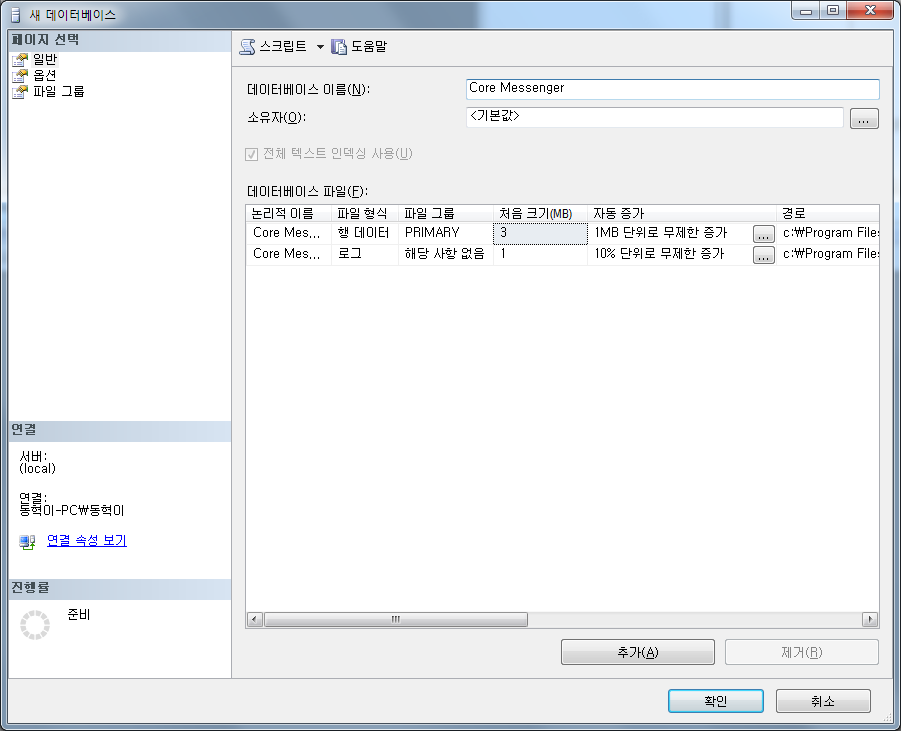 새 데이터베이스
페이지 선택
일반
옵션
파일 그룹
스크립트 도움말
데이터베이스 이름(N): Core Messenger
소유자(O): <기본값> ...
전체 텍스트 인덱싱 사용(U)
데이터베이스 파일(F):
논리적 이름 파일 형식 파일 그룹 처음 크기(MB) 자동 증가 경로
Core Mes... 행 데이터 PRIMARY 3 1MB 단위로 무제한 증가 ... c:₩Program Files
Core Mes... 로그 해당 사항 없음 1 10% 단위로 무제한 증가 ... c:₩Program Files
연결
서버:
(local)
연결:
동혁이-PC₩동혁이
연결 속성 보기
진행률
준비
추가(A) 제거(R)
확인 취소